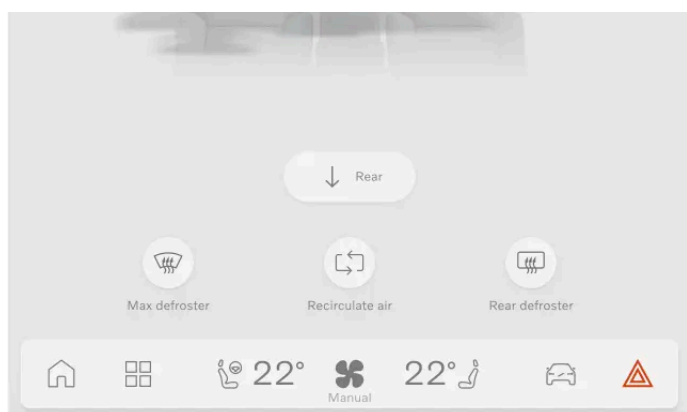 Rear
Max defroster
Recirculate air
Rear defroster
22°
22°
Manual